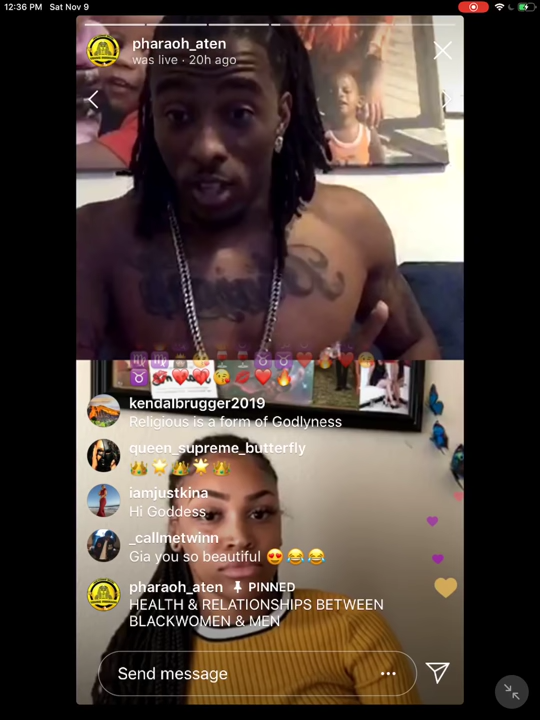 12:36 PM Sat Nov 9
pharaoh_aten
was live · 20h ago
kendalbrugger2019
Religious is a form of Godlyness
queen_supreme_butterfly
👑 🌟 👑 🌟 👑
iamjustkina
Hi Goddess
_callmetwinn
Gia you so beautiful 😍😂😂
pharaoh_aten PINNED
HEALTH & RELATIONSHIPS BETWEEN
BLACKWOMEN & MEN
Send message